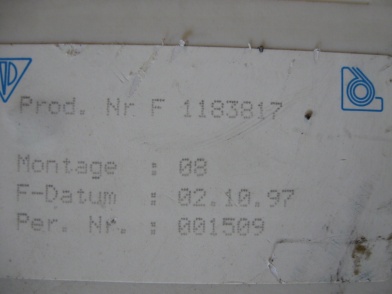 Prod. Nr F 1183817
Montage : 08
F-Datum : 02.10.97
Per. Nr. : 001509